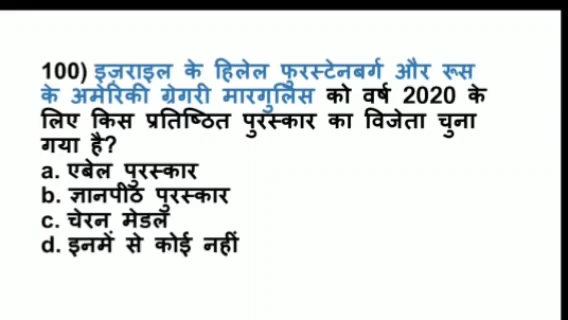 100) इज़राइल के हिलेल फुरस्टेनबर्ग और रूस
के अमेरिकी ग्रेगरी मारगुलिस को वर्ष 2020 के
लिए किस प्रतिष्ठित पुरस्कार का विजेता चुना
गया है?
a. एबेल पुरस्कार
b. ज्ञानपीठ पुरस्कार
c. चेरन मेडल
d. इनमें से कोई नहीं